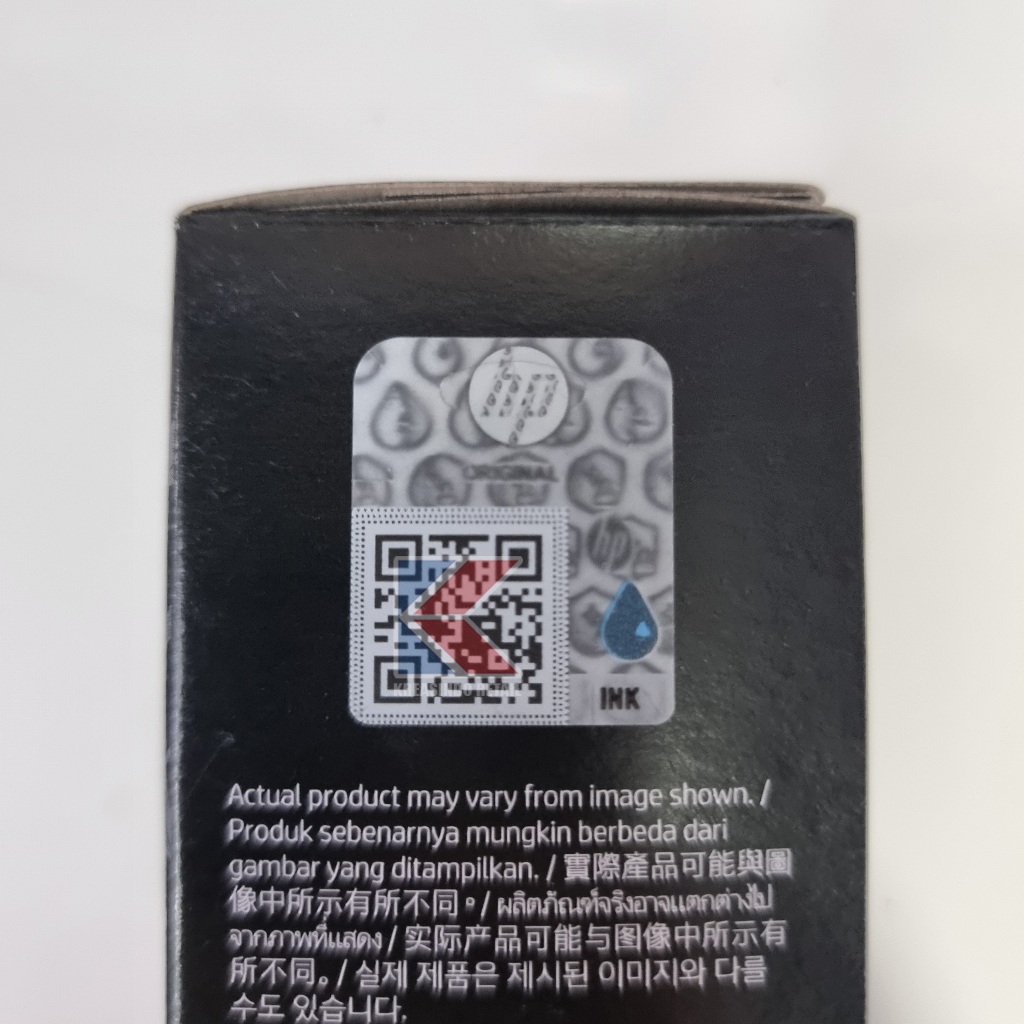 hp
ORIGINAL
hp
INK
Actual product may vary from image shown. /
Produk sebenarnya mungkin berbeda dari
gambar yang ditampilkan. / 實際產品可能與圖
像中所示有所不同。/ ผลิตภัณฑ์จริงอาจแตกต่างไป
จากภาพที่แสดง / 实际产品可能与图像中所示有
所不同。/ 실제 제품은 제시된 이미지와 다를
수도 있습니다.